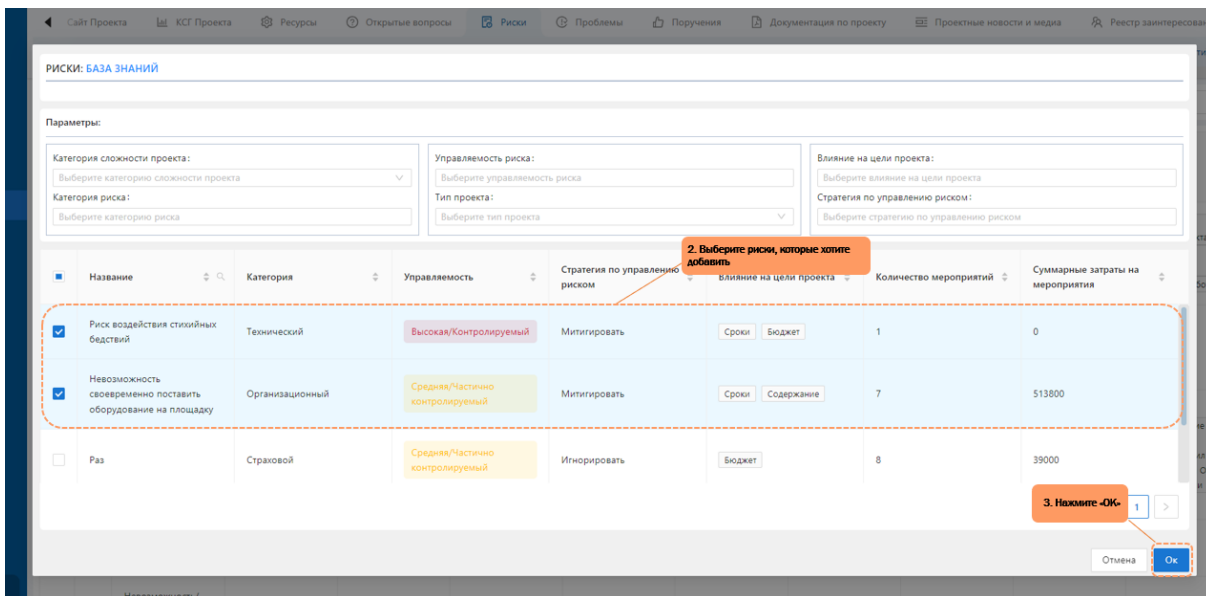 Сайт Проекта КСГ Проекта Ресурсы Открытые вопросы Риски Проблемы Поручения Документация по проекту Проектные новости и медиа Реестр заинтересован
РИСКИ: БАЗА ЗНАНИЙ
Параметры:
Категория сложности проекта:
Выберите категорию сложности проекта
Категория риска:
Выберите категорию риска
Управляемость риска:
Выберите управляемость риска
Тип проекта:
Выберите тип проекта
Влияние на цели проекта:
Выберите влияние на цели проекта
Стратегия по управлению риском:
Выберите стратегию по управлению риском
2. Выберите риски, которые хотите
добавить
Название Категория Управляемость Стратегия по управлению
риском
Влияние на цели проекта Количество мероприятий Суммарные затраты на
мероприятия
Риск воздействия стихийных
бедствий
Технический Высокая/Контролируемый Митигировать Сроки Бюджет 1 0
Невозможность
своевременно поставить
оборудование на площадку
Организационный Средняя/Частично
контролируемый
Митигировать Сроки Содержание 7 513800
Раз Страховой Средняя/Частично
контролируемый
Игнорировать Бюджет 8 39000
3. Нажмите «ОК»
1
Отмена Ок